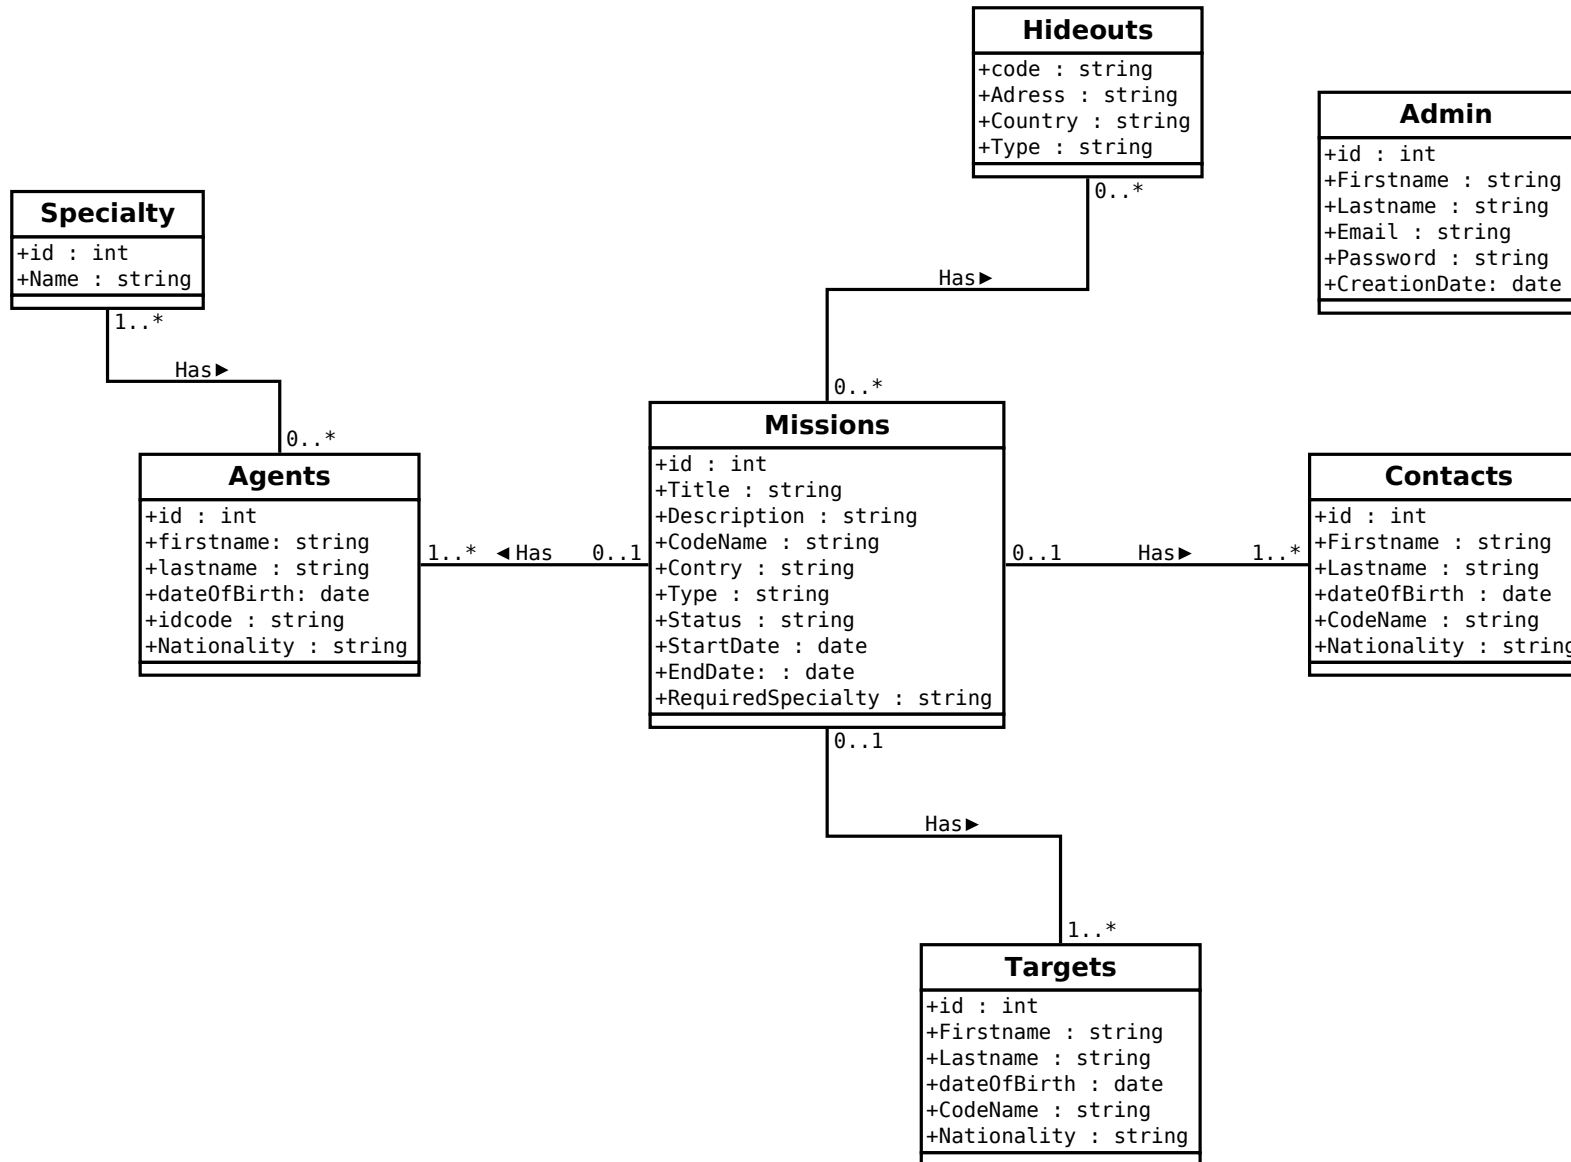 Hideouts
+code : string
+Adress : string
+Country : string
+Type : string
0..*
Admin
+id : int
+Firstname : string
+Lastname : string
+Email : string
+Password : string
+CreationDate: date
Specialty
+id : int
+Name : string
1..*
Has►
0..*
Has►
0..*
Agents
+id : int
+firstname: string
+lastname : string
+dateOfBirth: date
+idcode : string
+Nationality : string
1..* ◄Has 0..1
Missions
+id : int
+Title : string
+Description : string
+CodeName : string
+Contry : string
+Type : string
+Status : string
+StartDate : date
+EndDate: : date
+RequiredSpecialty : string
0..1 Has► 1..*
Contacts
+id : int
+Firstname : string
+Lastname : string
+dateOfBirth : date
+CodeName : string
+Nationality : string
0..1
Has►
1..*
Targets
+id : int
+Firstname : string
+Lastname : string
+dateOfBirth : date
+CodeName : string
+Nationality : string